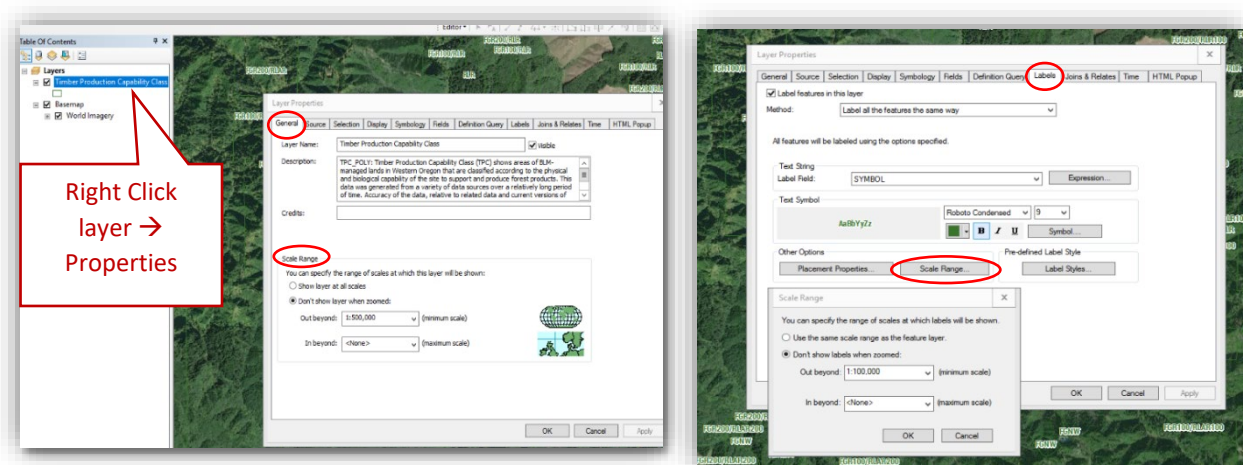 Editor
Table Of Contents
Layers
Timber Production Capability Class
Basemap
World Imagery
Right Click
layer →
Properties
Layer Properties
General Source Selection Display Symbology Fields Definition Query Labels Joins & Relates Time HTML Popup
Layer Name: Timber Production Capability Class Visible
Description: TPC_POLY: Timber Production Capability Class (TPC) shows areas of BLM-
managed lands in Western Oregon that are classified according to the physical
and biological capability of the site to support and produce forest products. This
data was generated from a variety of data sources over a relatively long period
of time. Accuracy of the data, relative to related data and current versions of
Credits:
Scale Range
You can specify the range of scales at which this layer will be shown:
Show layer at all scales
Don't show layer when zoomed:
Out beyond: 1:500,000 (minimum scale)
In beyond: <None> (maximum scale)
OK Cancel Apply
Layer Properties
General Source Selection Display Symbology Fields Definition Query Labels Joins & Relates Time HTML Popup
Label features in this layer
Method: Label all the features the same way
All features will be labeled using the options specified.
Text String
Label Field: SYMBOL Expression...
Text Symbol
AaBbYyZz
Roboto Condensed 9
B I U Symbol...
Other Options
Placement Properties... Scale Range...
Pre-defined Label Style
Label Styles...
Scale Range
You can specify the range of scales at which labels will be shown.
Use the same scale range as the feature layer.
Don't show labels when zoomed:
Out beyond: 1:100,000 (minimum scale)
In beyond: <None> (maximum scale)
OK Cancel
OK Cancel Apply
FGNW
FGNW
FGNW